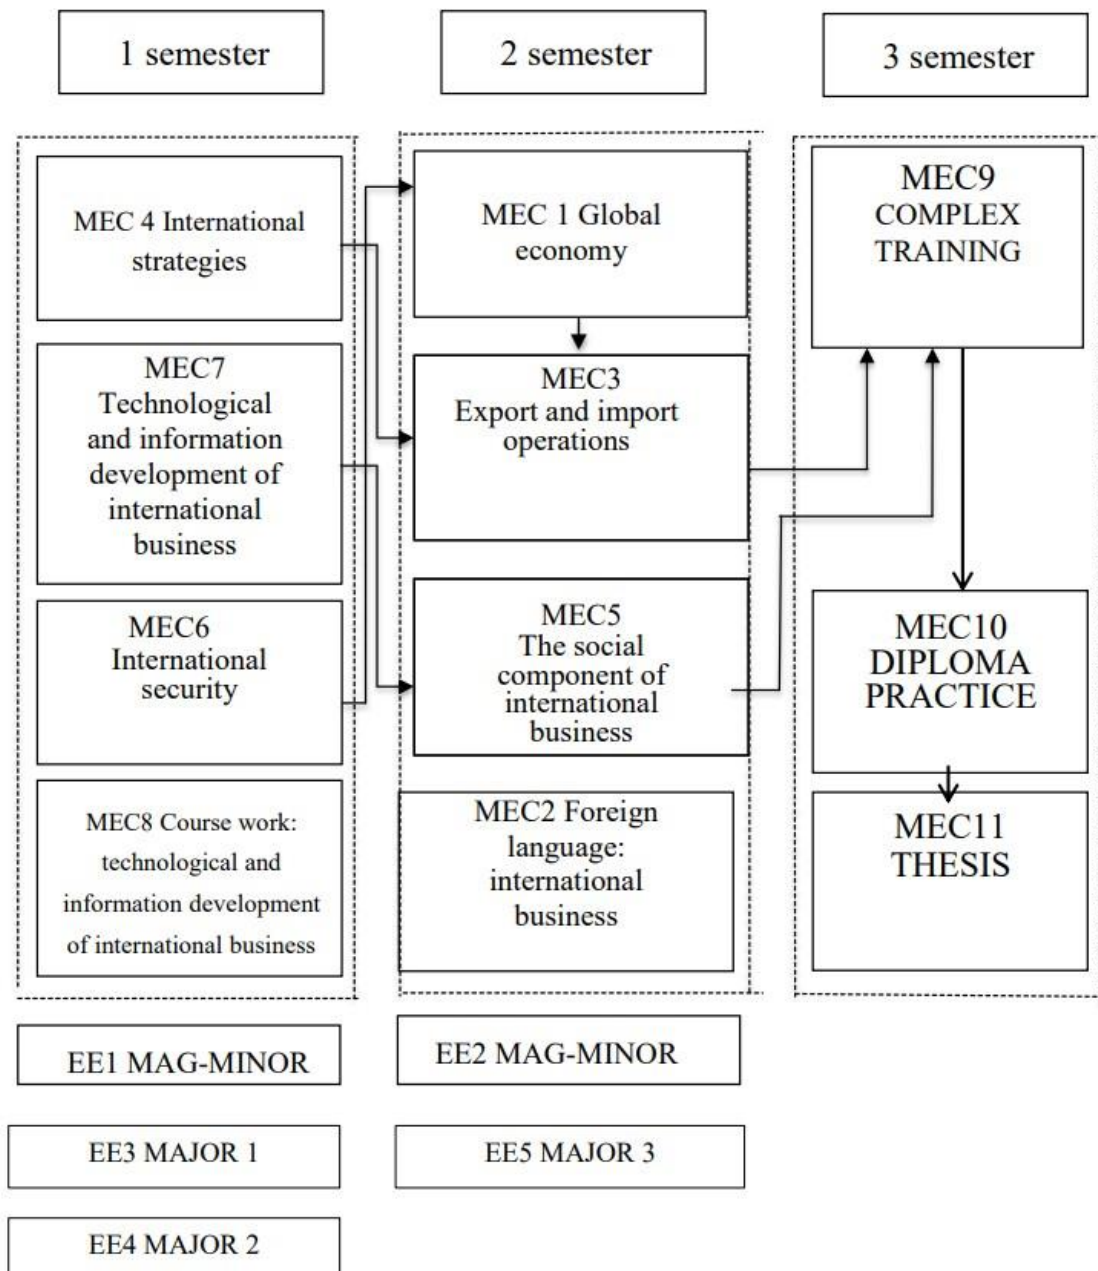 1 semester
2 semester
3 semester
MEC 4 International
strategies
MEC7
Technological
and information
development of
international
business
MEC6
International
security
MEC8 Course work:
technological and
information development
of international business
MEC 1 Global
economy
MEC3
Export and import
operations
MEC5
The social
component of
international
business
MEC2 Foreign
language:
international
business
MEC9
COMPLEX
TRAINING
MEC10
DIPLOMA
PRACTICE
MEC11
THESIS
EE1 MAG-MINOR
EE2 MAG-MINOR
EE3 MAJOR 1
EE5 MAJOR 3
EE4 MAJOR 2